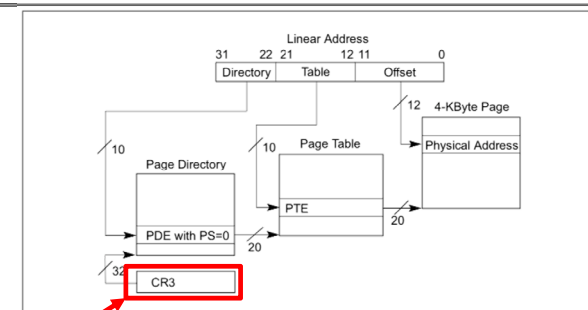 Linear Address
31 22 21 12 11 0
Directory Table Offset
12 4-KByte Page
10 10 Page Table Physical Address
Page Directory
PTE
20
PDE with PS=0
20
32
CR3